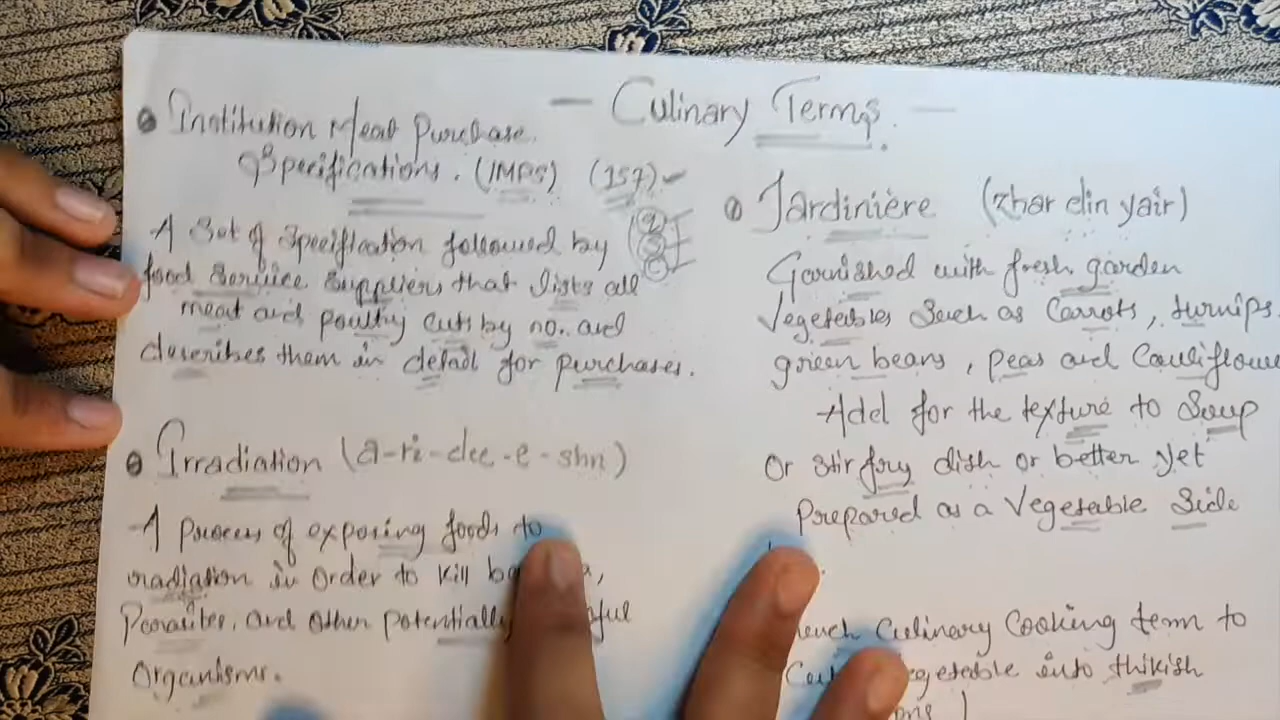 - Culinary Terms. -
Institution Meat Purchase.
Specifications. (IMPS) (157)
A Set of Specification followed by
food Service Suppliers that lists all
meat and poultry cuts by no. and
describes them in detail for purchases.
Irradiation (a-ri-dee-e-shn)
A Process of exposing foods to
iradiation in order to kill
Parasites, and other potentially
Organisms.
Jardinière (zhar din yair)
Garnished with fresh garden
Vegetables Such as Carrots, turnips.
green beans, peas and Cauliflowe
Add for the texture to Soup
Or Stir fry dish or better yet
Prepared as a Vegetable Side
Culinary Cooking term to
into thikish